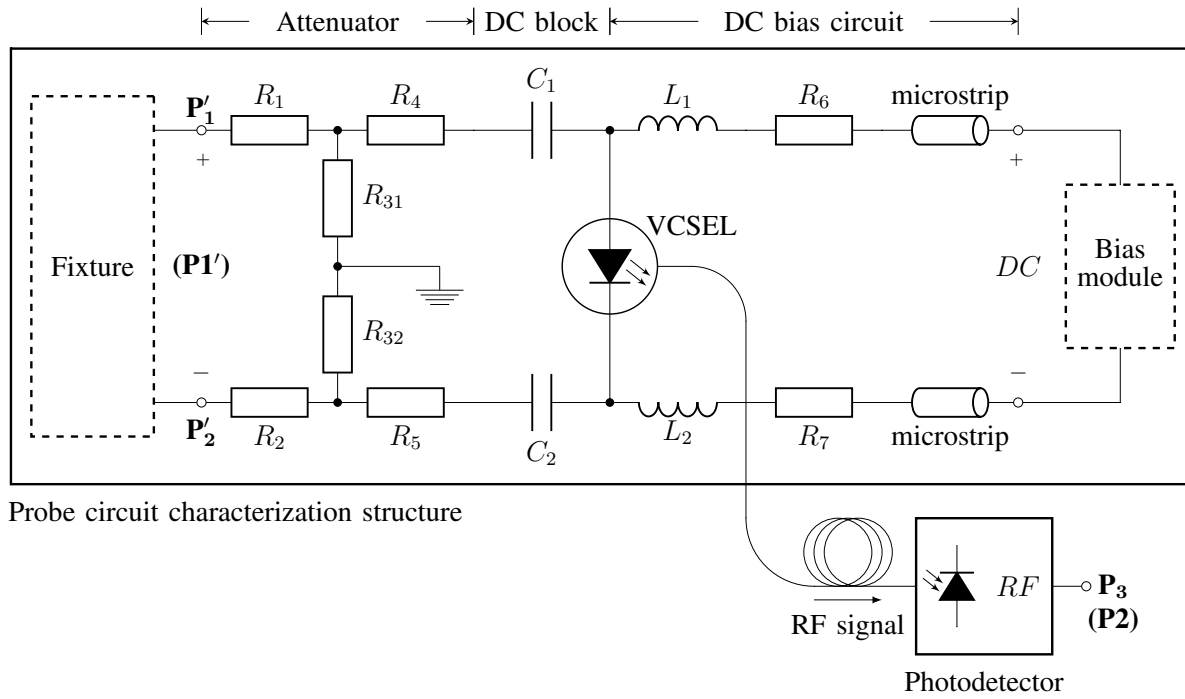 Attenuator DC block DC bias circuit
P′₁ R₁ R₄ C₁ L₁ R₆ microstrip
+ +
R₃₁ VCSEL
Fixture (P1′) DC Bias
module
R₃₂
− −
P′₂ R₂ R₅ C₂ L₂ R₇ microstrip
Probe circuit characterization structure
RF P₃
(P2)
RF signal
Photodetector